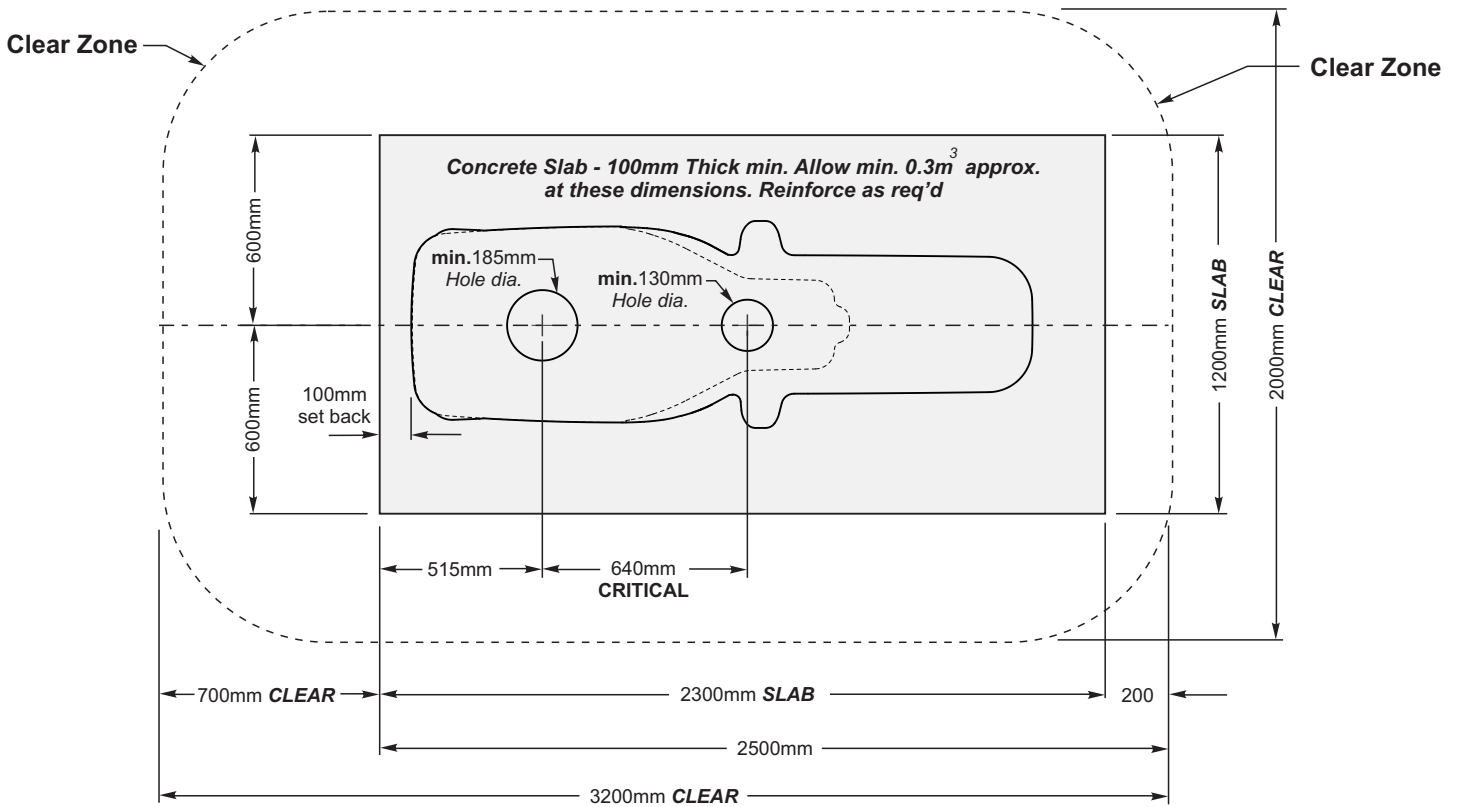 Clear Zone
Clear Zone
Concrete Slab - 100mm Thick min. Allow min. 0.3m³ approx.
at these dimensions. Reinforce as req'd
600mm
min.185mm
Hole dia.
min.130mm
Hole dia.
1200mm SLAB
2000mm CLEAR
100mm
set back
600mm
515mm
640mm
CRITICAL
700mm CLEAR
2300mm SLAB
200
2500mm
3200mm CLEAR